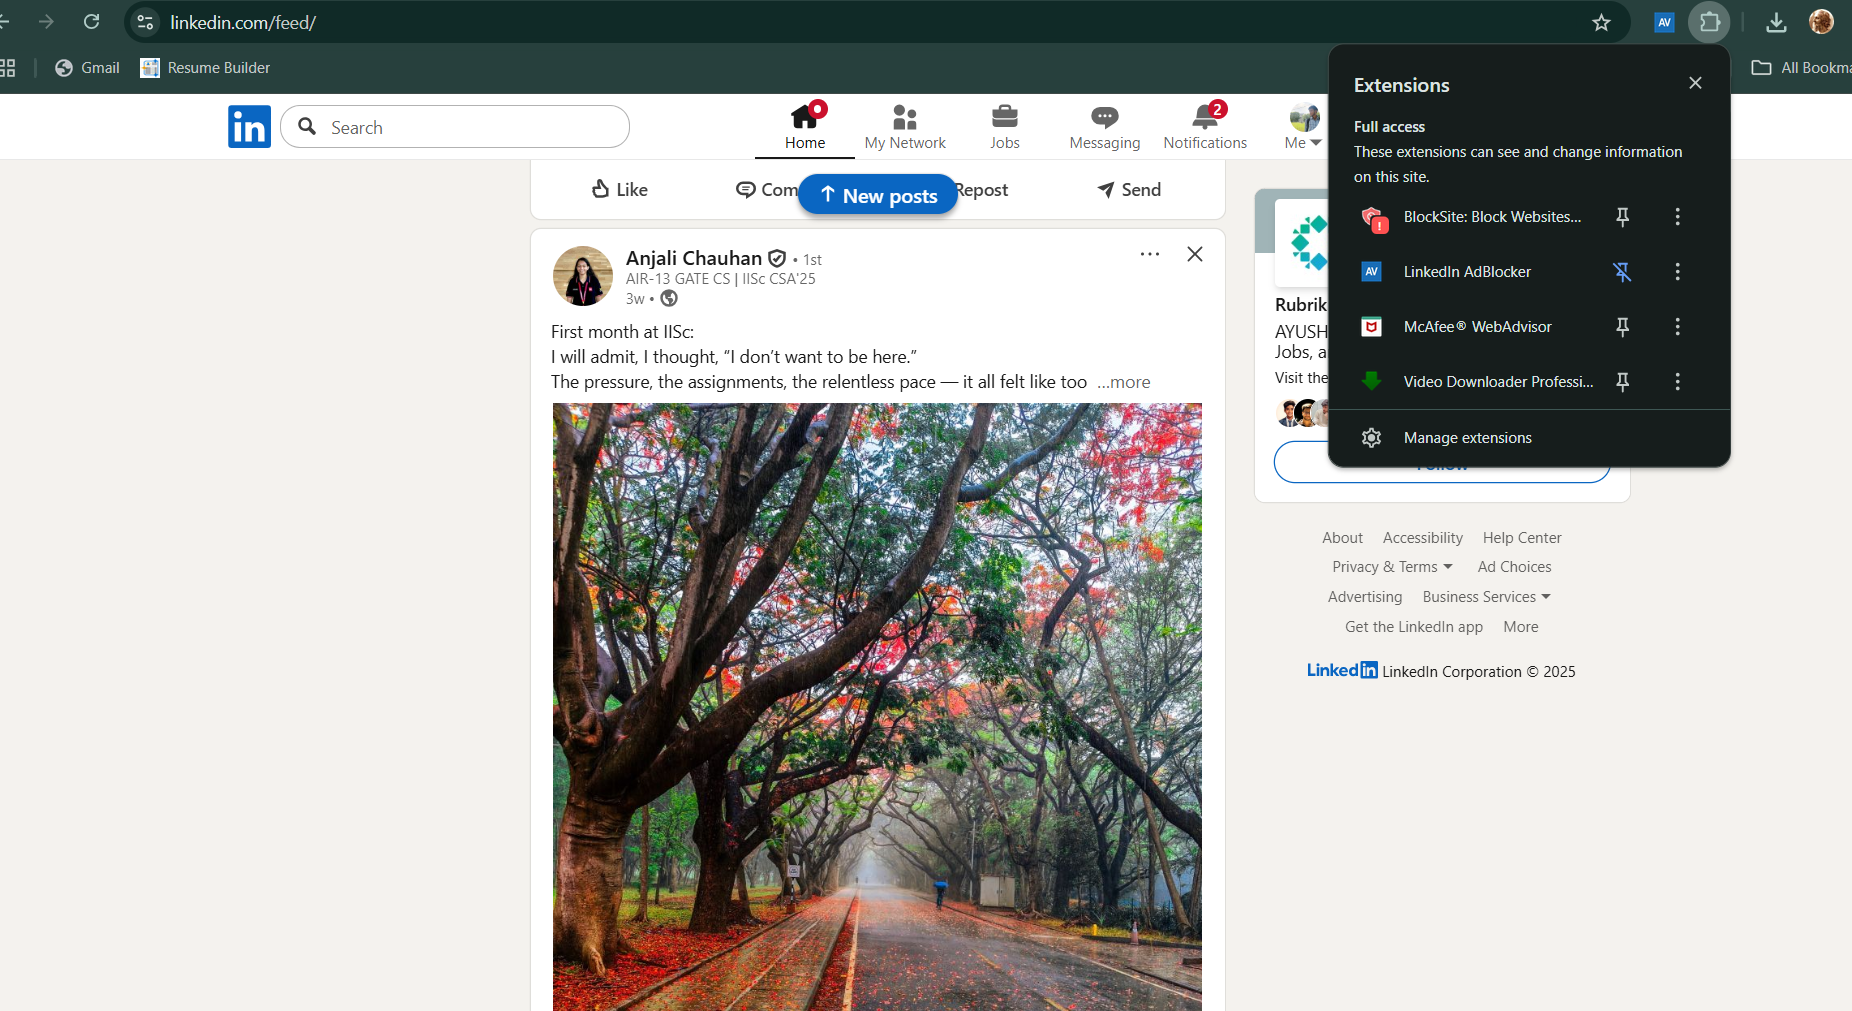 linkedin.com/feed/
AV
Gmail
Resume Builder
All Bookma
in
Search
Home
My Network
Jobs
Messaging
2
Notifications
Me
Like
Com
New posts
Repost
Send
Anjali Chauhan • 1st
AIR-13 GATE CS | IISc CSA'25
3w •
First month at IISc:
I will admit, I thought, “I don’t want to be here.”
The pressure, the assignments, the relentless pace — it all felt like too ...more
Rubrik
AYUSH
Jobs, a
Visit the
Extensions
Full access
These extensions can see and change information
on this site.
BlockSite: Block Websites...
AV LinkedIn AdBlocker
McAfee® WebAdvisor
Video Downloader Professi...
Manage extensions
Follow
About Accessibility Help Center
Privacy & Terms Ad Choices
Advertising Business Services
Get the LinkedIn app More
Linked in LinkedIn Corporation © 2025